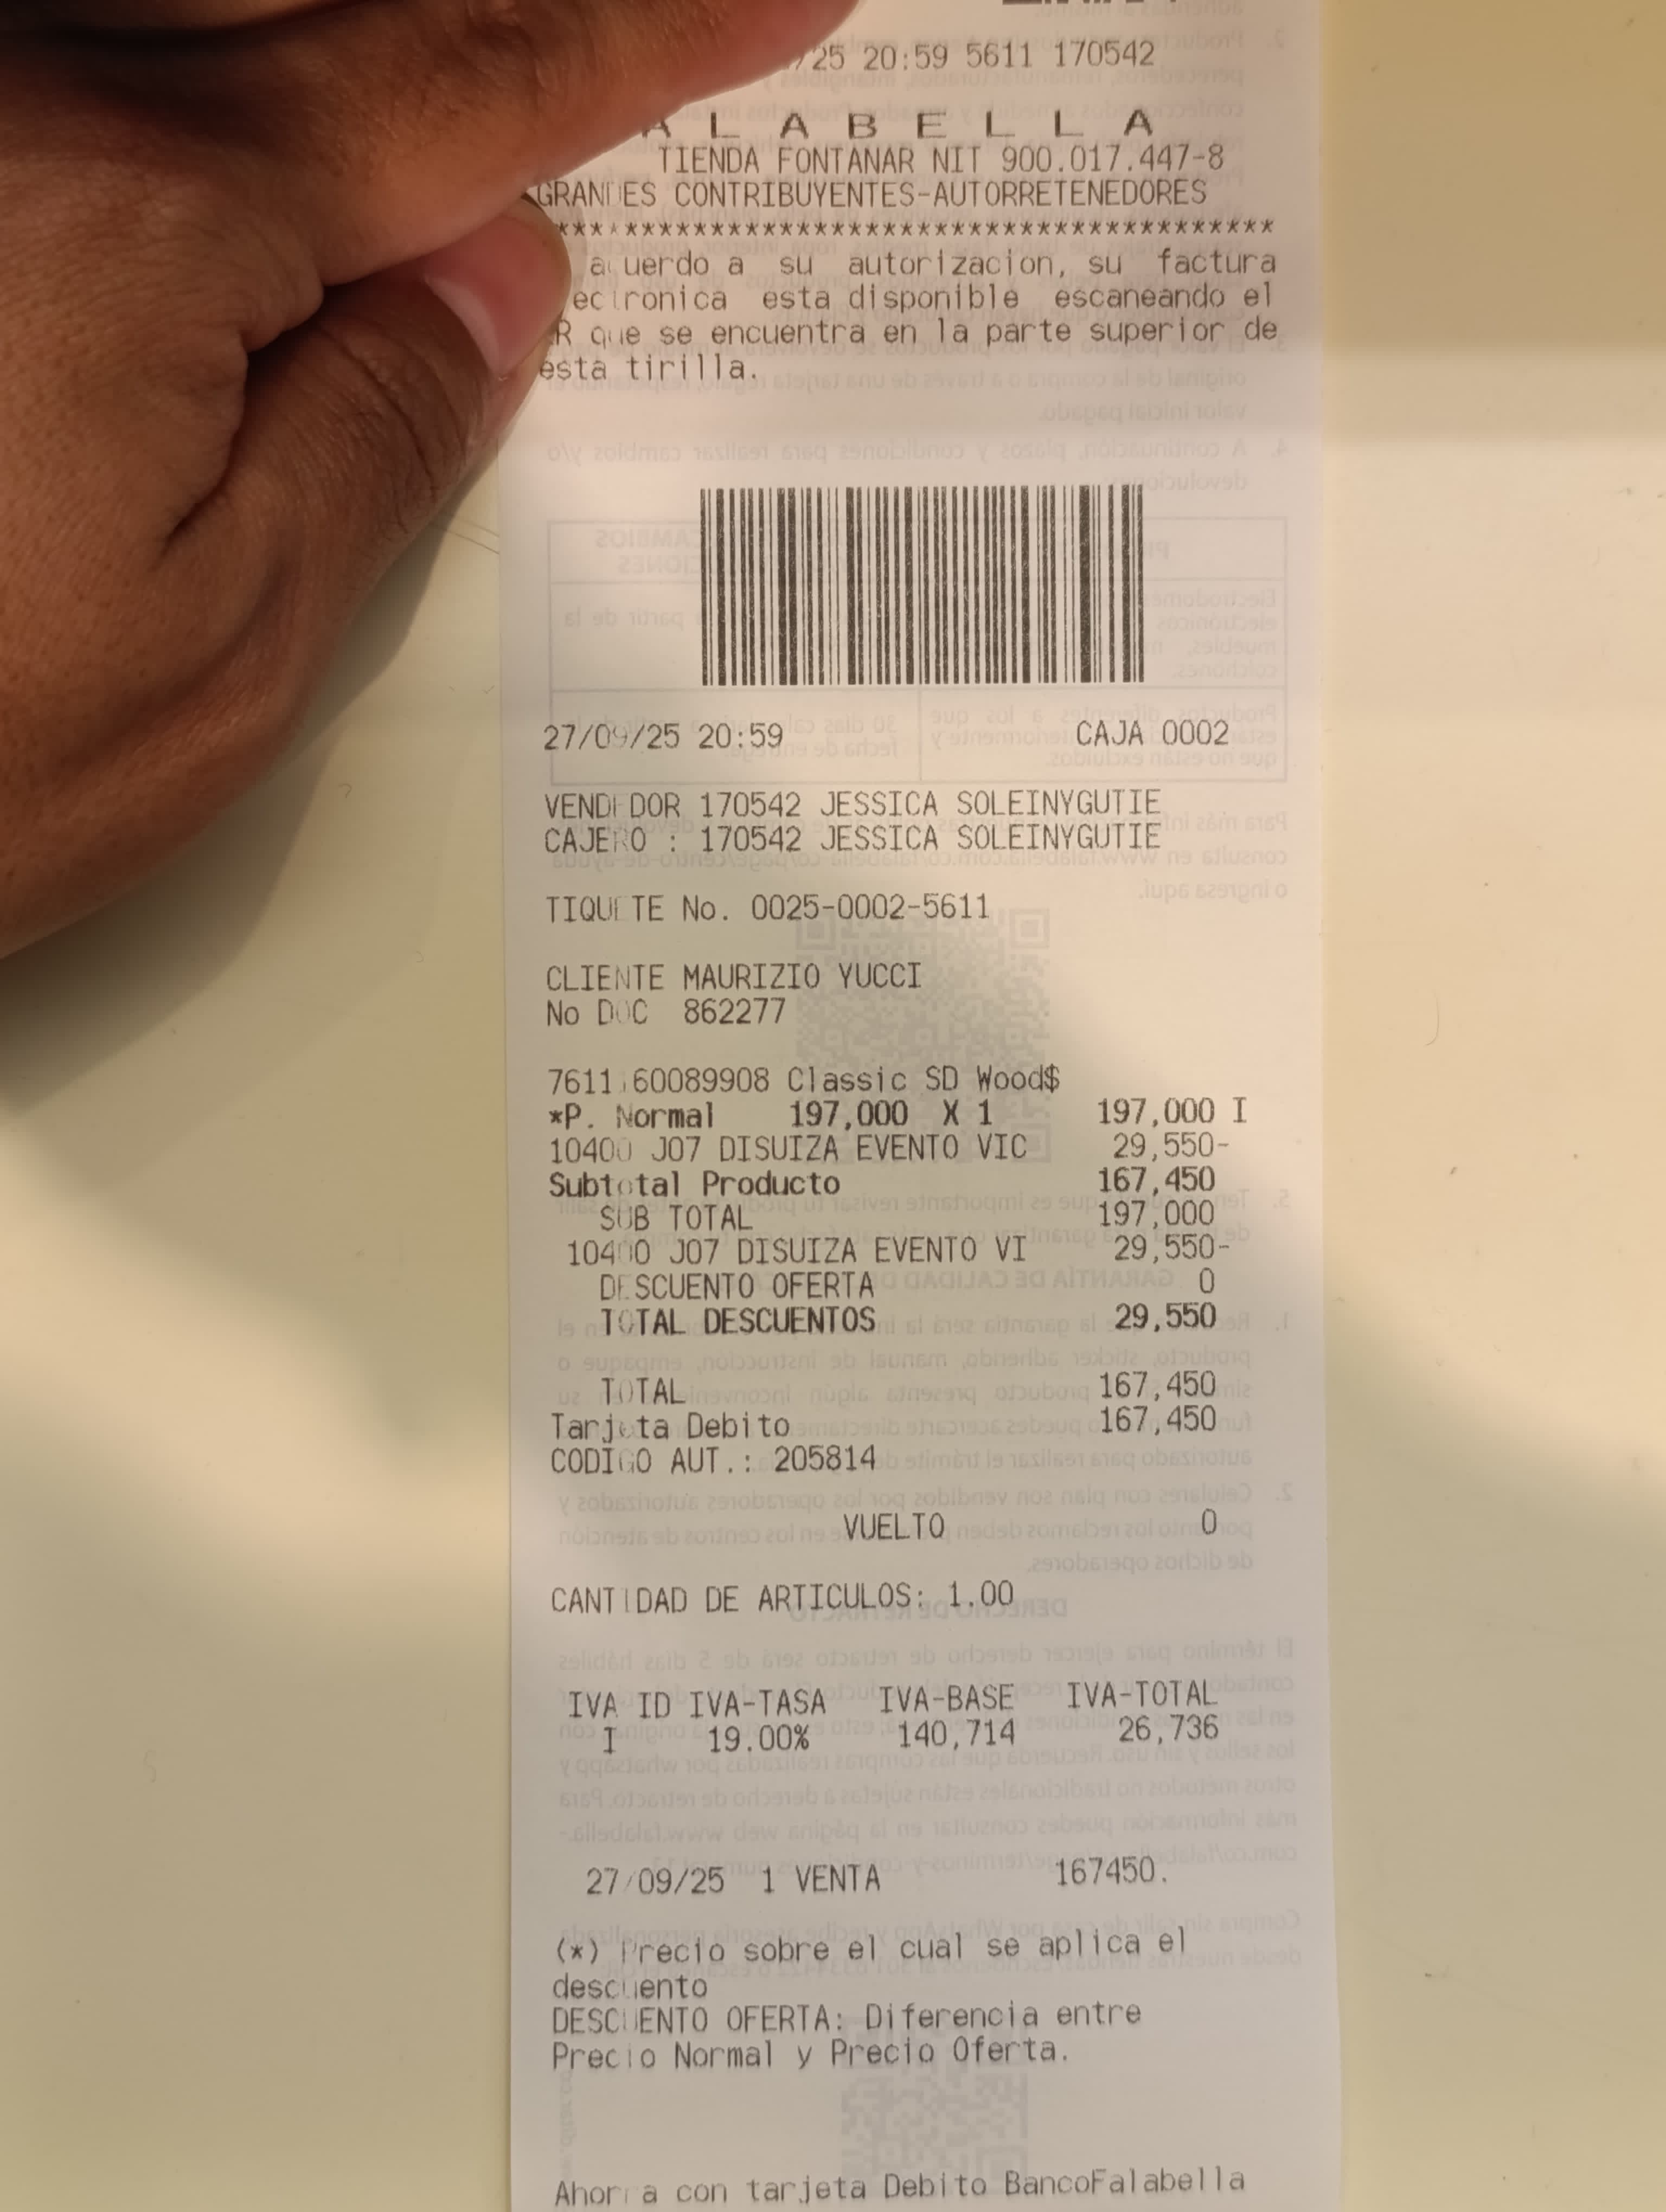 /25 20:59 5611 170542
ALABELLA
TIENDA FONTANAR NIT 900.017.447-8
GRANDES CONTRIBUYENTES-AUTORRETENEDORES
******************************************
acuerdo a su autorizacion, su factura
ectronica esta disponible escaneando el
R que se encuentra en la parte superior de
esta tirilla.
27/09/25 20:59 CAJA 0002
VENDEDOR 170542 JESSICA SOLEINYGUTIE
CAJERO : 170542 JESSICA SOLEINYGUTIE
TIQUETE No. 0025-0002-5611
CLIENTE MAURIZIO YUCCI
No DOC 862277
7611160089908 Classic SD Wood$
*P. Normal 197,000 X 1 197,000 I
10400 J07 DISUIZA EVENTO VIC 29,550-
Subtotal Producto 167,450
SUB TOTAL 197,000
10400 J07 DISUIZA EVENTO VI 29,550-
DESCUENTO OFERTA 0
TOTAL DESCUENTOS 29,550
TOTAL 167,450
Tarjeta Debito 167,450
CODIGO AUT.: 205814
VUELTO 0
CANTIDAD DE ARTICULOS: 1.00
IVA ID IVA-TASA IVA-BASE IVA-TOTAL
I 19.00% 140,714 26,736
27/09/25 1 VENTA 167450.
(*) Precio sobre el cual se aplica el
descuento
DESCUENTO OFERTA: Diferencia entre
Precio Normal y Precio Oferta.
Ahorra con tarjeta Debito BancoFalabella